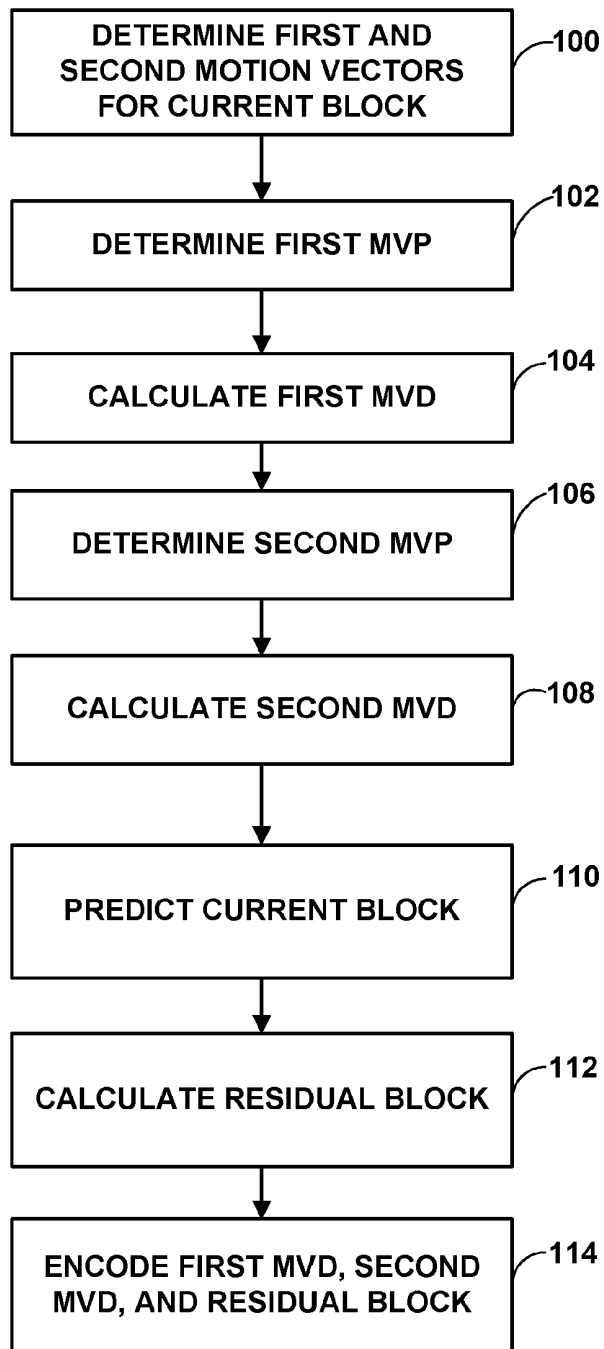 DETERMINE FIRST AND
SECOND MOTION VECTORS
FOR CURRENT BLOCK
100
DETERMINE FIRST MVP
102
CALCULATE FIRST MVD
104
DETERMINE SECOND MVP
106
CALCULATE SECOND MVD
108
PREDICT CURRENT BLOCK
110
CALCULATE RESIDUAL BLOCK
112
ENCODE FIRST MVD, SECOND
MVD, AND RESIDUAL BLOCK
114